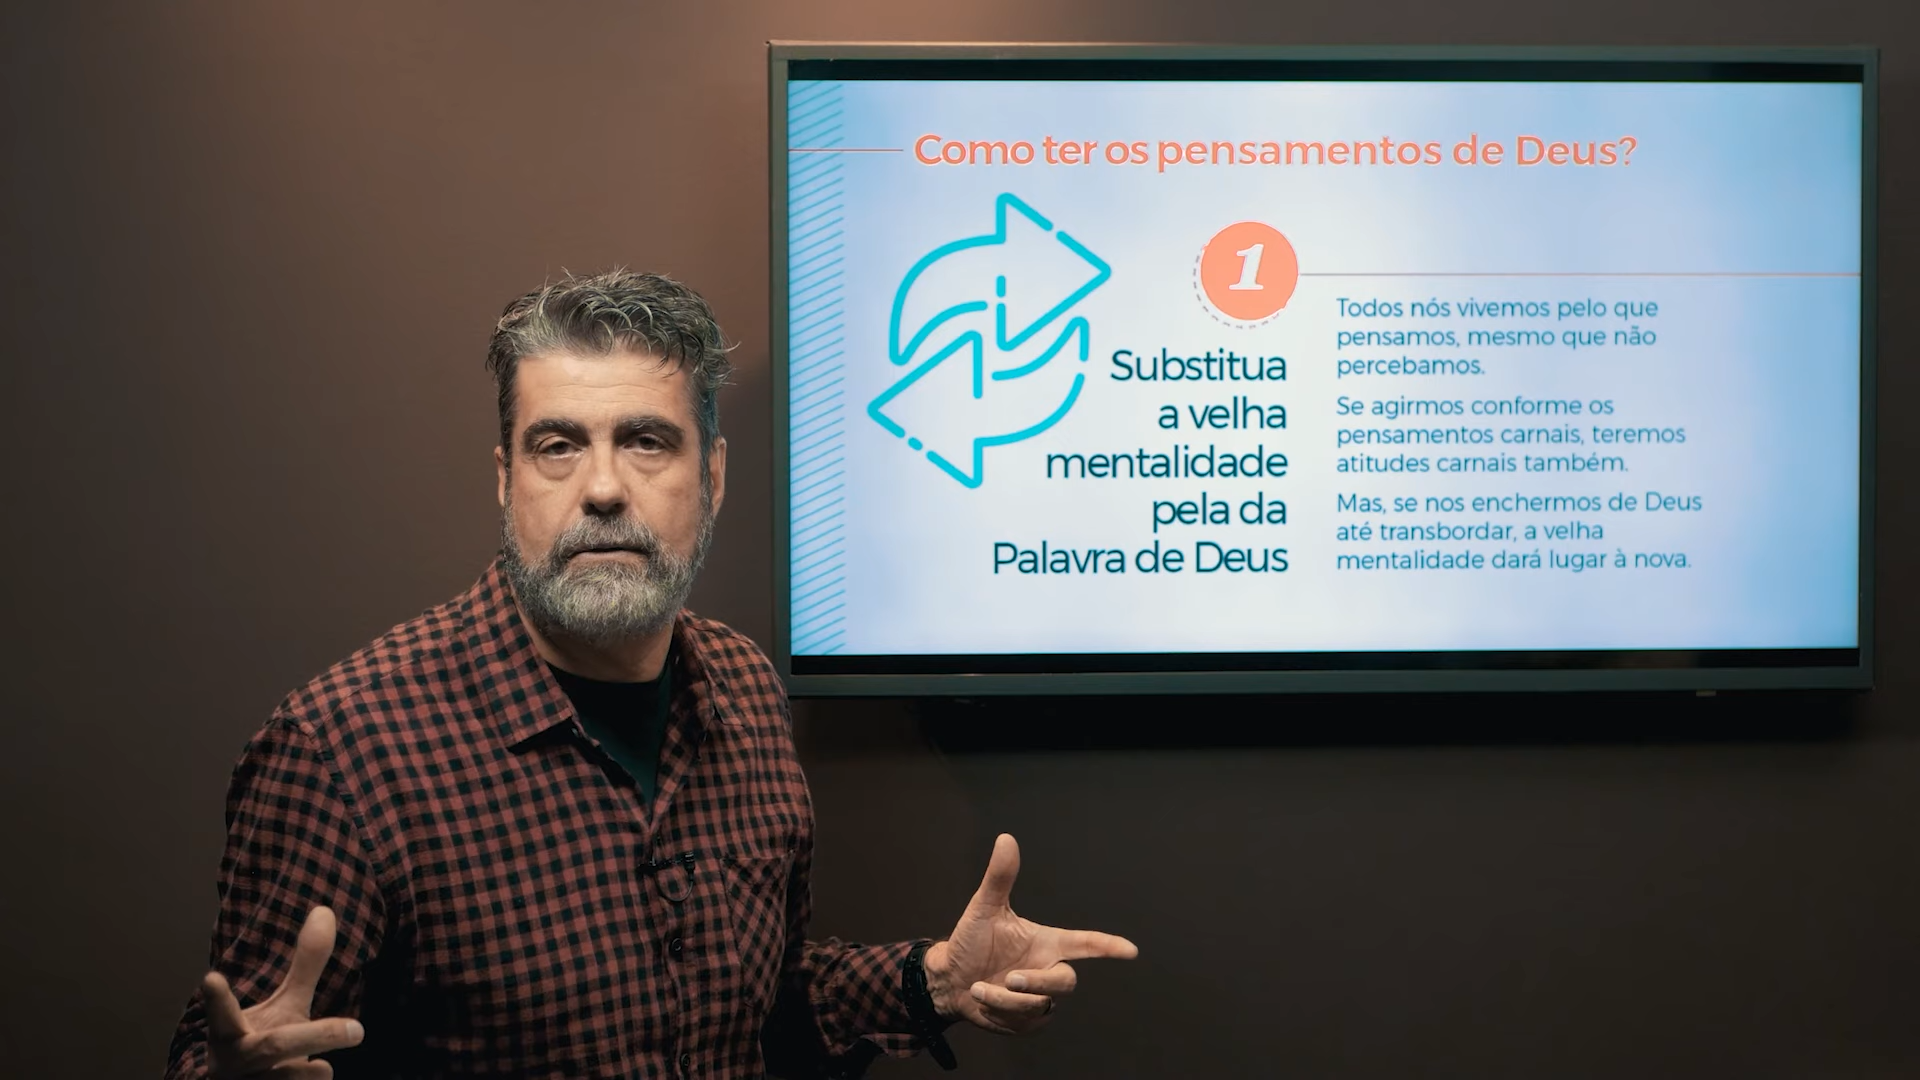 Como ter os pensamentos de Deus?
1
Substitua
a velha
mentalidade
pela da
Palavra de Deus
Todos nós vivemos pelo que
pensamos, mesmo que não
percebamos.
Se agirmos conforme os
pensamentos carnais, teremos
atitudes carnais também.
Mas, se nos enchermos de Deus
até transbordar, a velha
mentalidade dará lugar à nova.